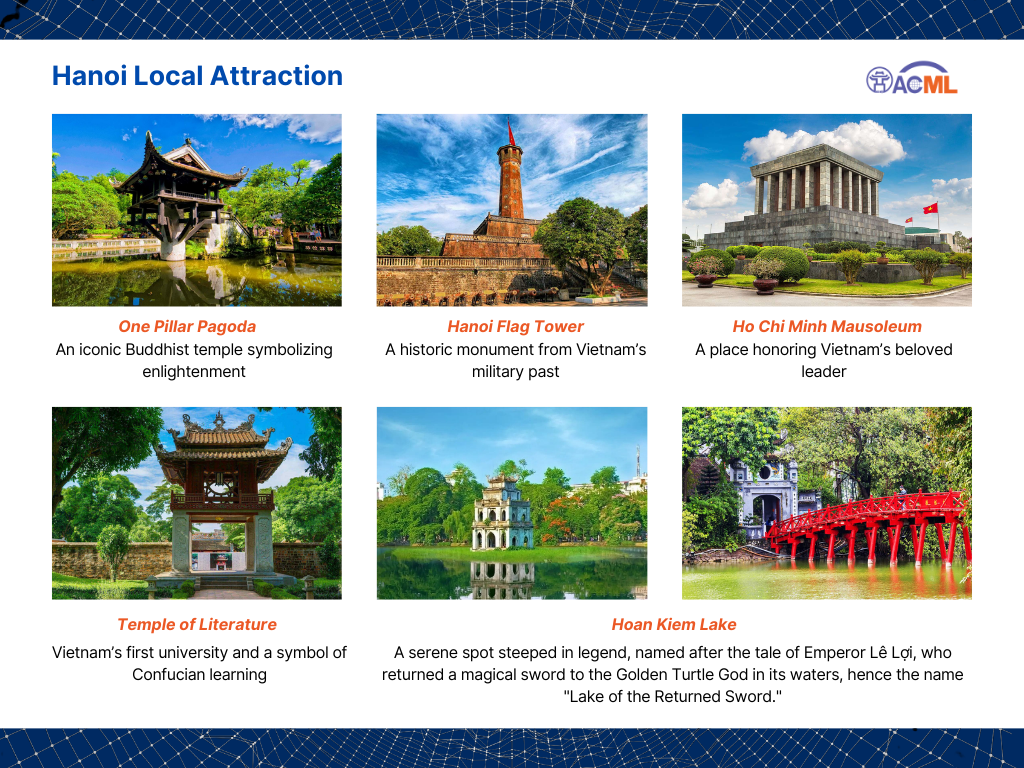 Hanoi Local Attraction
ACML
One Pillar Pagoda
An iconic Buddhist temple symbolizing
enlightenment
Hanoi Flag Tower
A historic monument from Vietnam’s
military past
Ho Chi Minh Mausoleum
A place honoring Vietnam’s beloved
leader
Temple of Literature
Vietnam’s first university and a symbol of
Confucian learning
Hoan Kiem Lake
A serene spot steeped in legend, named after the tale of Emperor Lê Lợi, who
returned a magical sword to the Golden Turtle God in its waters, hence the name
"Lake of the Returned Sword."